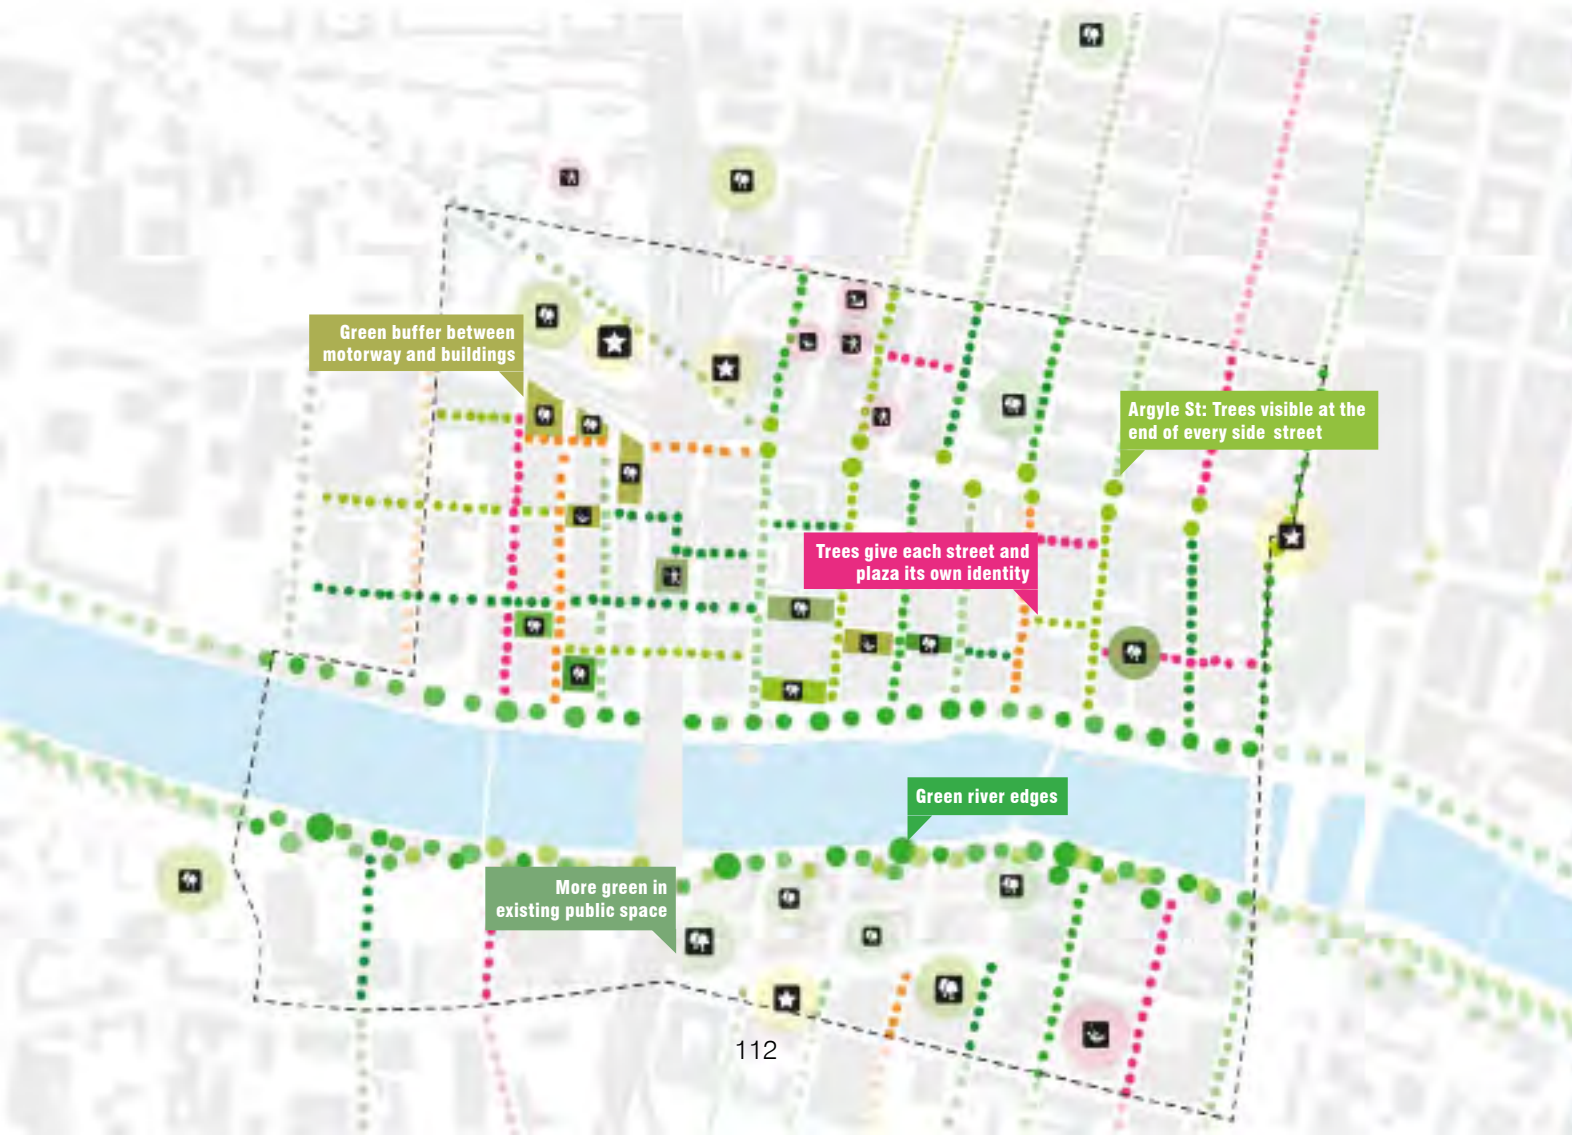 Green buffer between
motorway and buildings
Argyle St: Trees visible at the
end of every side street
Trees give each street and
plaza its own identity
Green river edges
More green in
existing public space
112